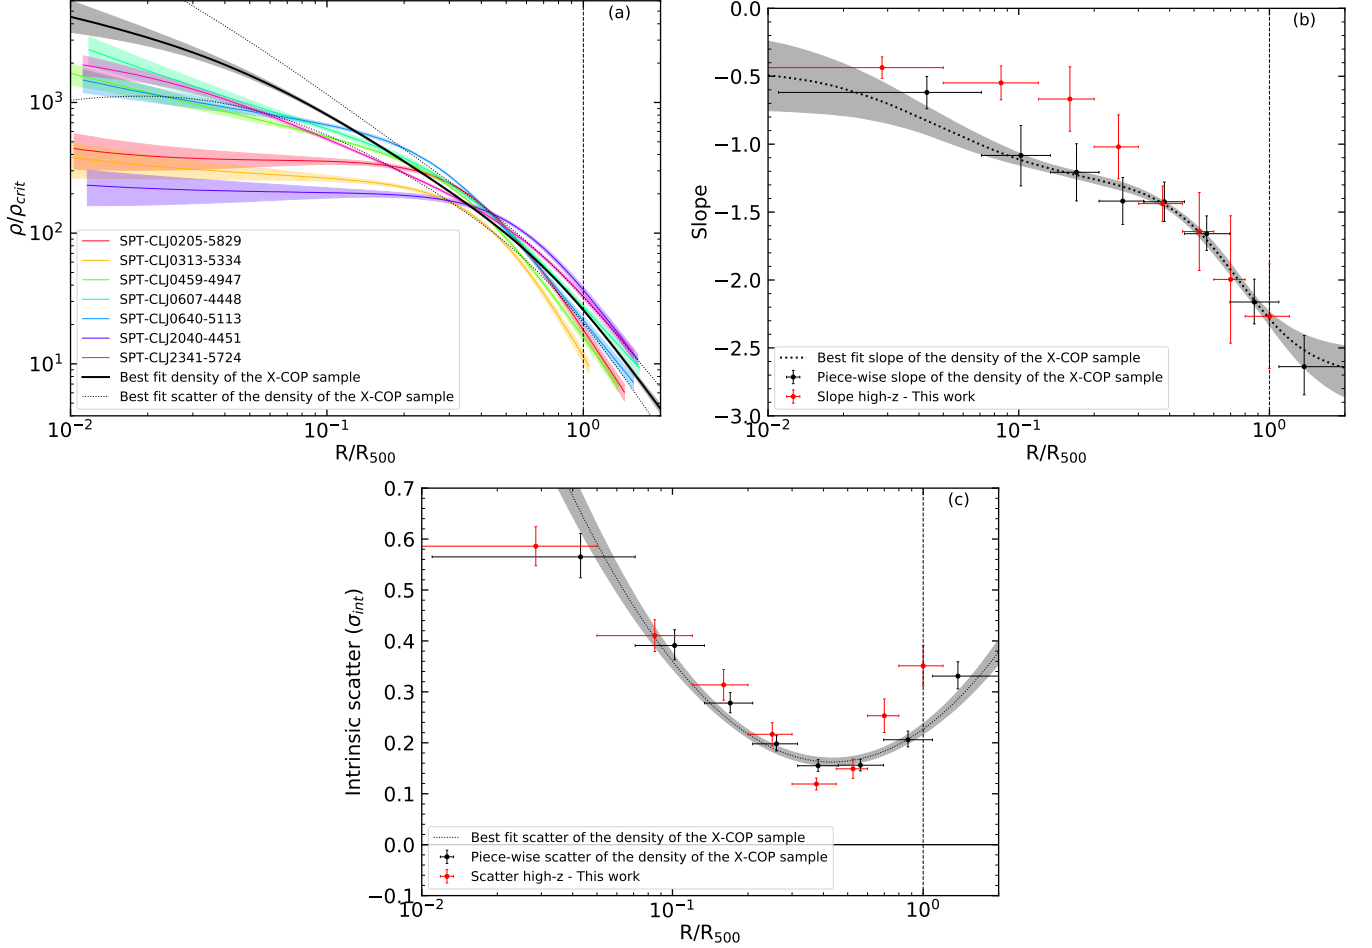 (a)
10³
10²
10¹
ρ/ρcrit
SPT-CLJ0205-5829
SPT-CLJ0313-5334
SPT-CLJ0459-4947
SPT-CLJ0607-4448
SPT-CLJ0640-5113
SPT-CLJ2040-4451
SPT-CLJ2341-5724
Best fit density of the X-COP sample
Best fit scatter of the density of the X-COP sample
10⁻² 10⁻¹ 10⁰
R/R₅₀₀
(b)
0.0
−0.5
−1.0
−1.5
−2.0
−2.5
−3.0
Slope
Best fit slope of the density of the X-COP sample
Piece-wise slope of the density of the X-COP sample
Slope high-z - This work
10⁻² 10⁻¹ 10⁰
R/R₅₀₀
(c)
0.7
0.6
0.5
0.4
0.3
0.2
0.1
0.0
−0.1
Intrinsic scatter (σint)
Best fit scatter of the density of the X-COP sample
Piece-wise scatter of the density of the X-COP sample
Scatter high-z - This work
10⁻² 10⁻¹ 10⁰
R/R₅₀₀